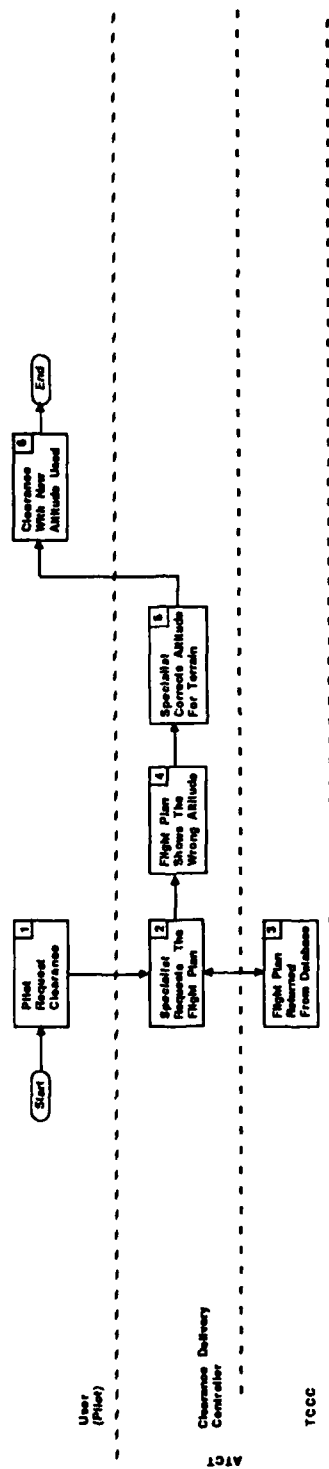 User
(Pilot)
Start
1
Pilot
Request
Clearance
6
Clearance
With New
Altitude Used
End
ATCT
Clearance Delivery
Controller
2
Specialist
Requests The
Flight Plan
4
Flight Plan
Shows The
Wrong Altitude
5
Specialist
Corrects Altitude
For Terrain
TCCC
3
Flight Plan
Returned
From Database